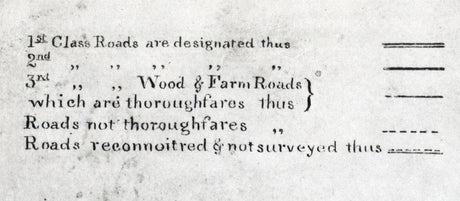 1st Class Roads are designated thus
2nd ,, ,, ,, ,, ,,
3rd ,, ,, Wood & Farm Roads
which are thoroughfares thus }
Roads not thoroughfares ,,
Roads reconnoitred & not surveyed thus